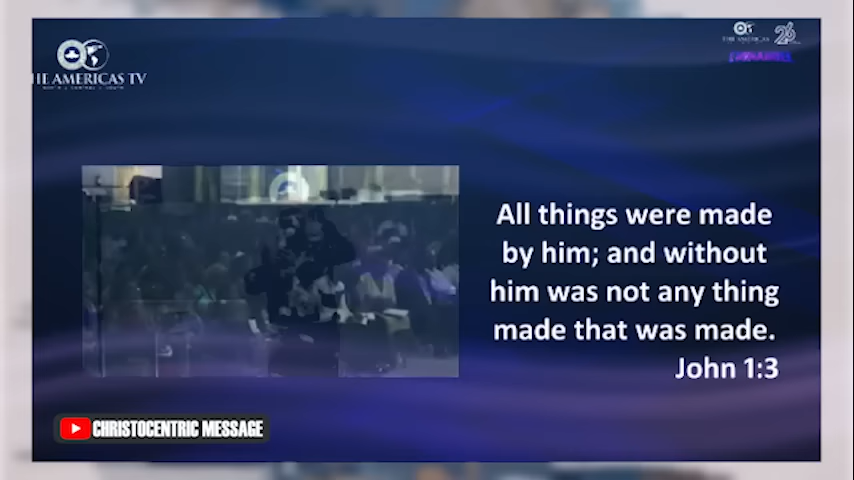 THE AMERICAS TV
All things were made
by him; and without
him was not any thing
made that was made.
John 1:3
CHRISTOCENTRIC MESSAGE